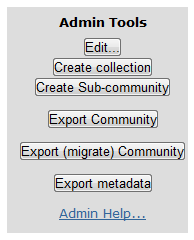 Admin Tools
Edit...
Create collection
Create Sub-community
Export Community
Export (migrate) Community
Export metadata
Admin Help...